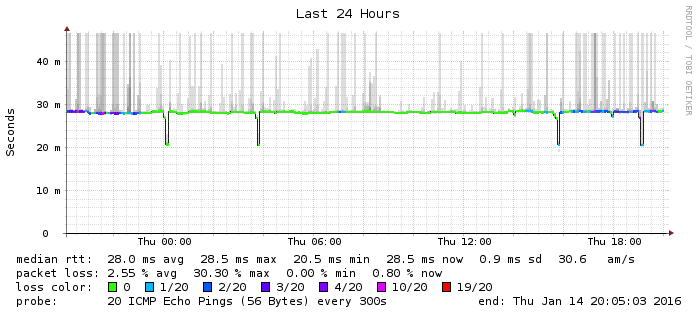 Last 24 Hours
RRDTOOL / TOBI OETIKER
Seconds
40 m
30 m
20 m
10 m
0
Thu 00:00 Thu 06:00 Thu 12:00 Thu 18:00
median rtt: 28.0 ms avg 28.5 ms max 20.5 ms min 28.5 ms now 0.9 ms sd 30.6 am/s
packet loss: 2.55 % avg 30.30 % max 0.00 % min 0.80 % now
loss color: 0 1/20 2/20 3/20 4/20 10/20 19/20
probe: 20 ICMP Echo Pings (56 Bytes) every 300s end: Thu Jan 14 20:05:03 2016